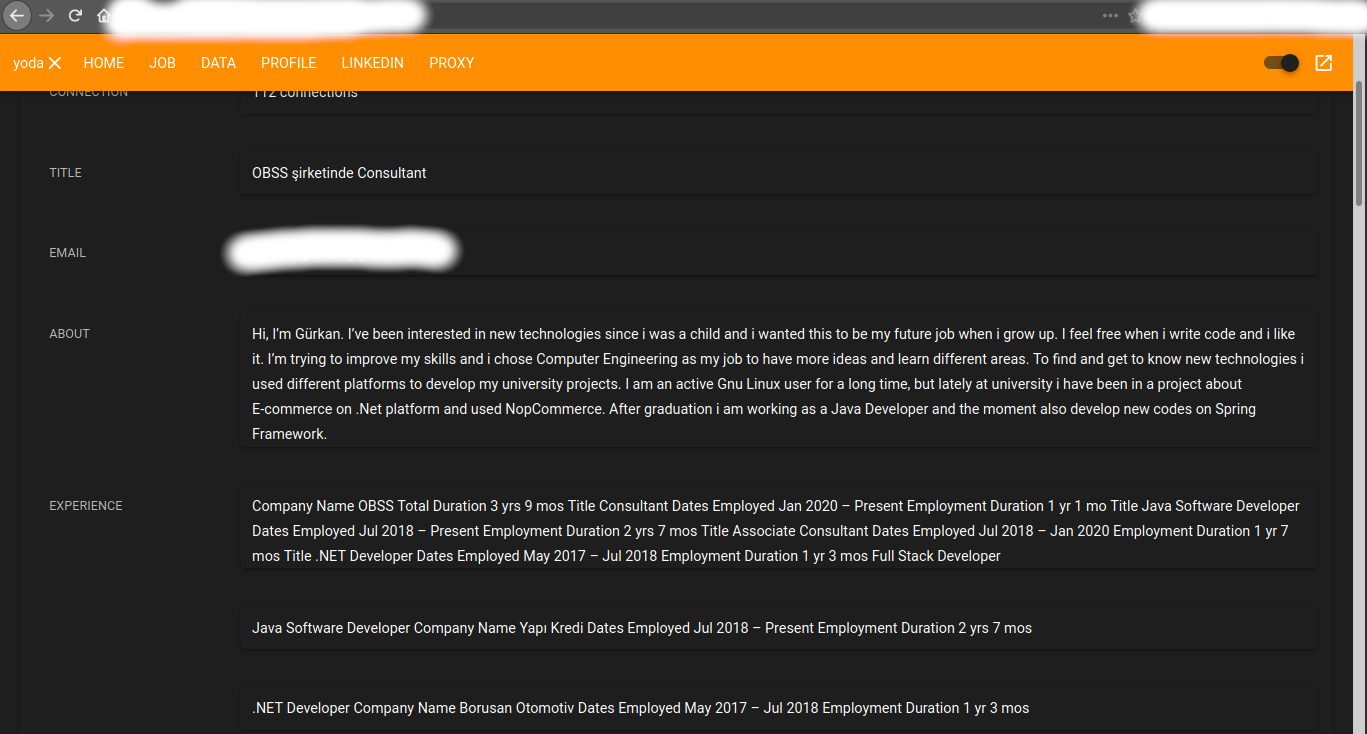 yoda HOME JOB DATA PROFILE LINKEDIN PROXY
CONNECTION 112 connections
TITLE OBSS şirketinde Consultant
EMAIL
ABOUT Hi, I’m Gürkan. I’ve been interested in new technologies since i was a child and i wanted this to be my future job when i grow up. I feel free when i write code and i like
it. I’m trying to improve my skills and i chose Computer Engineering as my job to have more ideas and learn different areas. To find and get to know new technologies i
used different platforms to develop my university projects. I am an active Gnu Linux user for a long time, but lately at university i have been in a project about
E-commerce on .Net platform and used NopCommerce. After graduation i am working as a Java Developer and the moment also develop new codes on Spring
Framework.
EXPERIENCE Company Name OBSS Total Duration 3 yrs 9 mos Title Consultant Dates Employed Jan 2020 – Present Employment Duration 1 yr 1 mo Title Java Software Developer
Dates Employed Jul 2018 – Present Employment Duration 2 yrs 7 mos Title Associate Consultant Dates Employed Jul 2018 – Jan 2020 Employment Duration 1 yr 7
mos Title .NET Developer Dates Employed May 2017 – Jul 2018 Employment Duration 1 yr 3 mos Full Stack Developer
Java Software Developer Company Name Yapı Kredi Dates Employed Jul 2018 – Present Employment Duration 2 yrs 7 mos
.NET Developer Company Name Borusan Otomotiv Dates Employed May 2017 – Jul 2018 Employment Duration 1 yr 3 mos